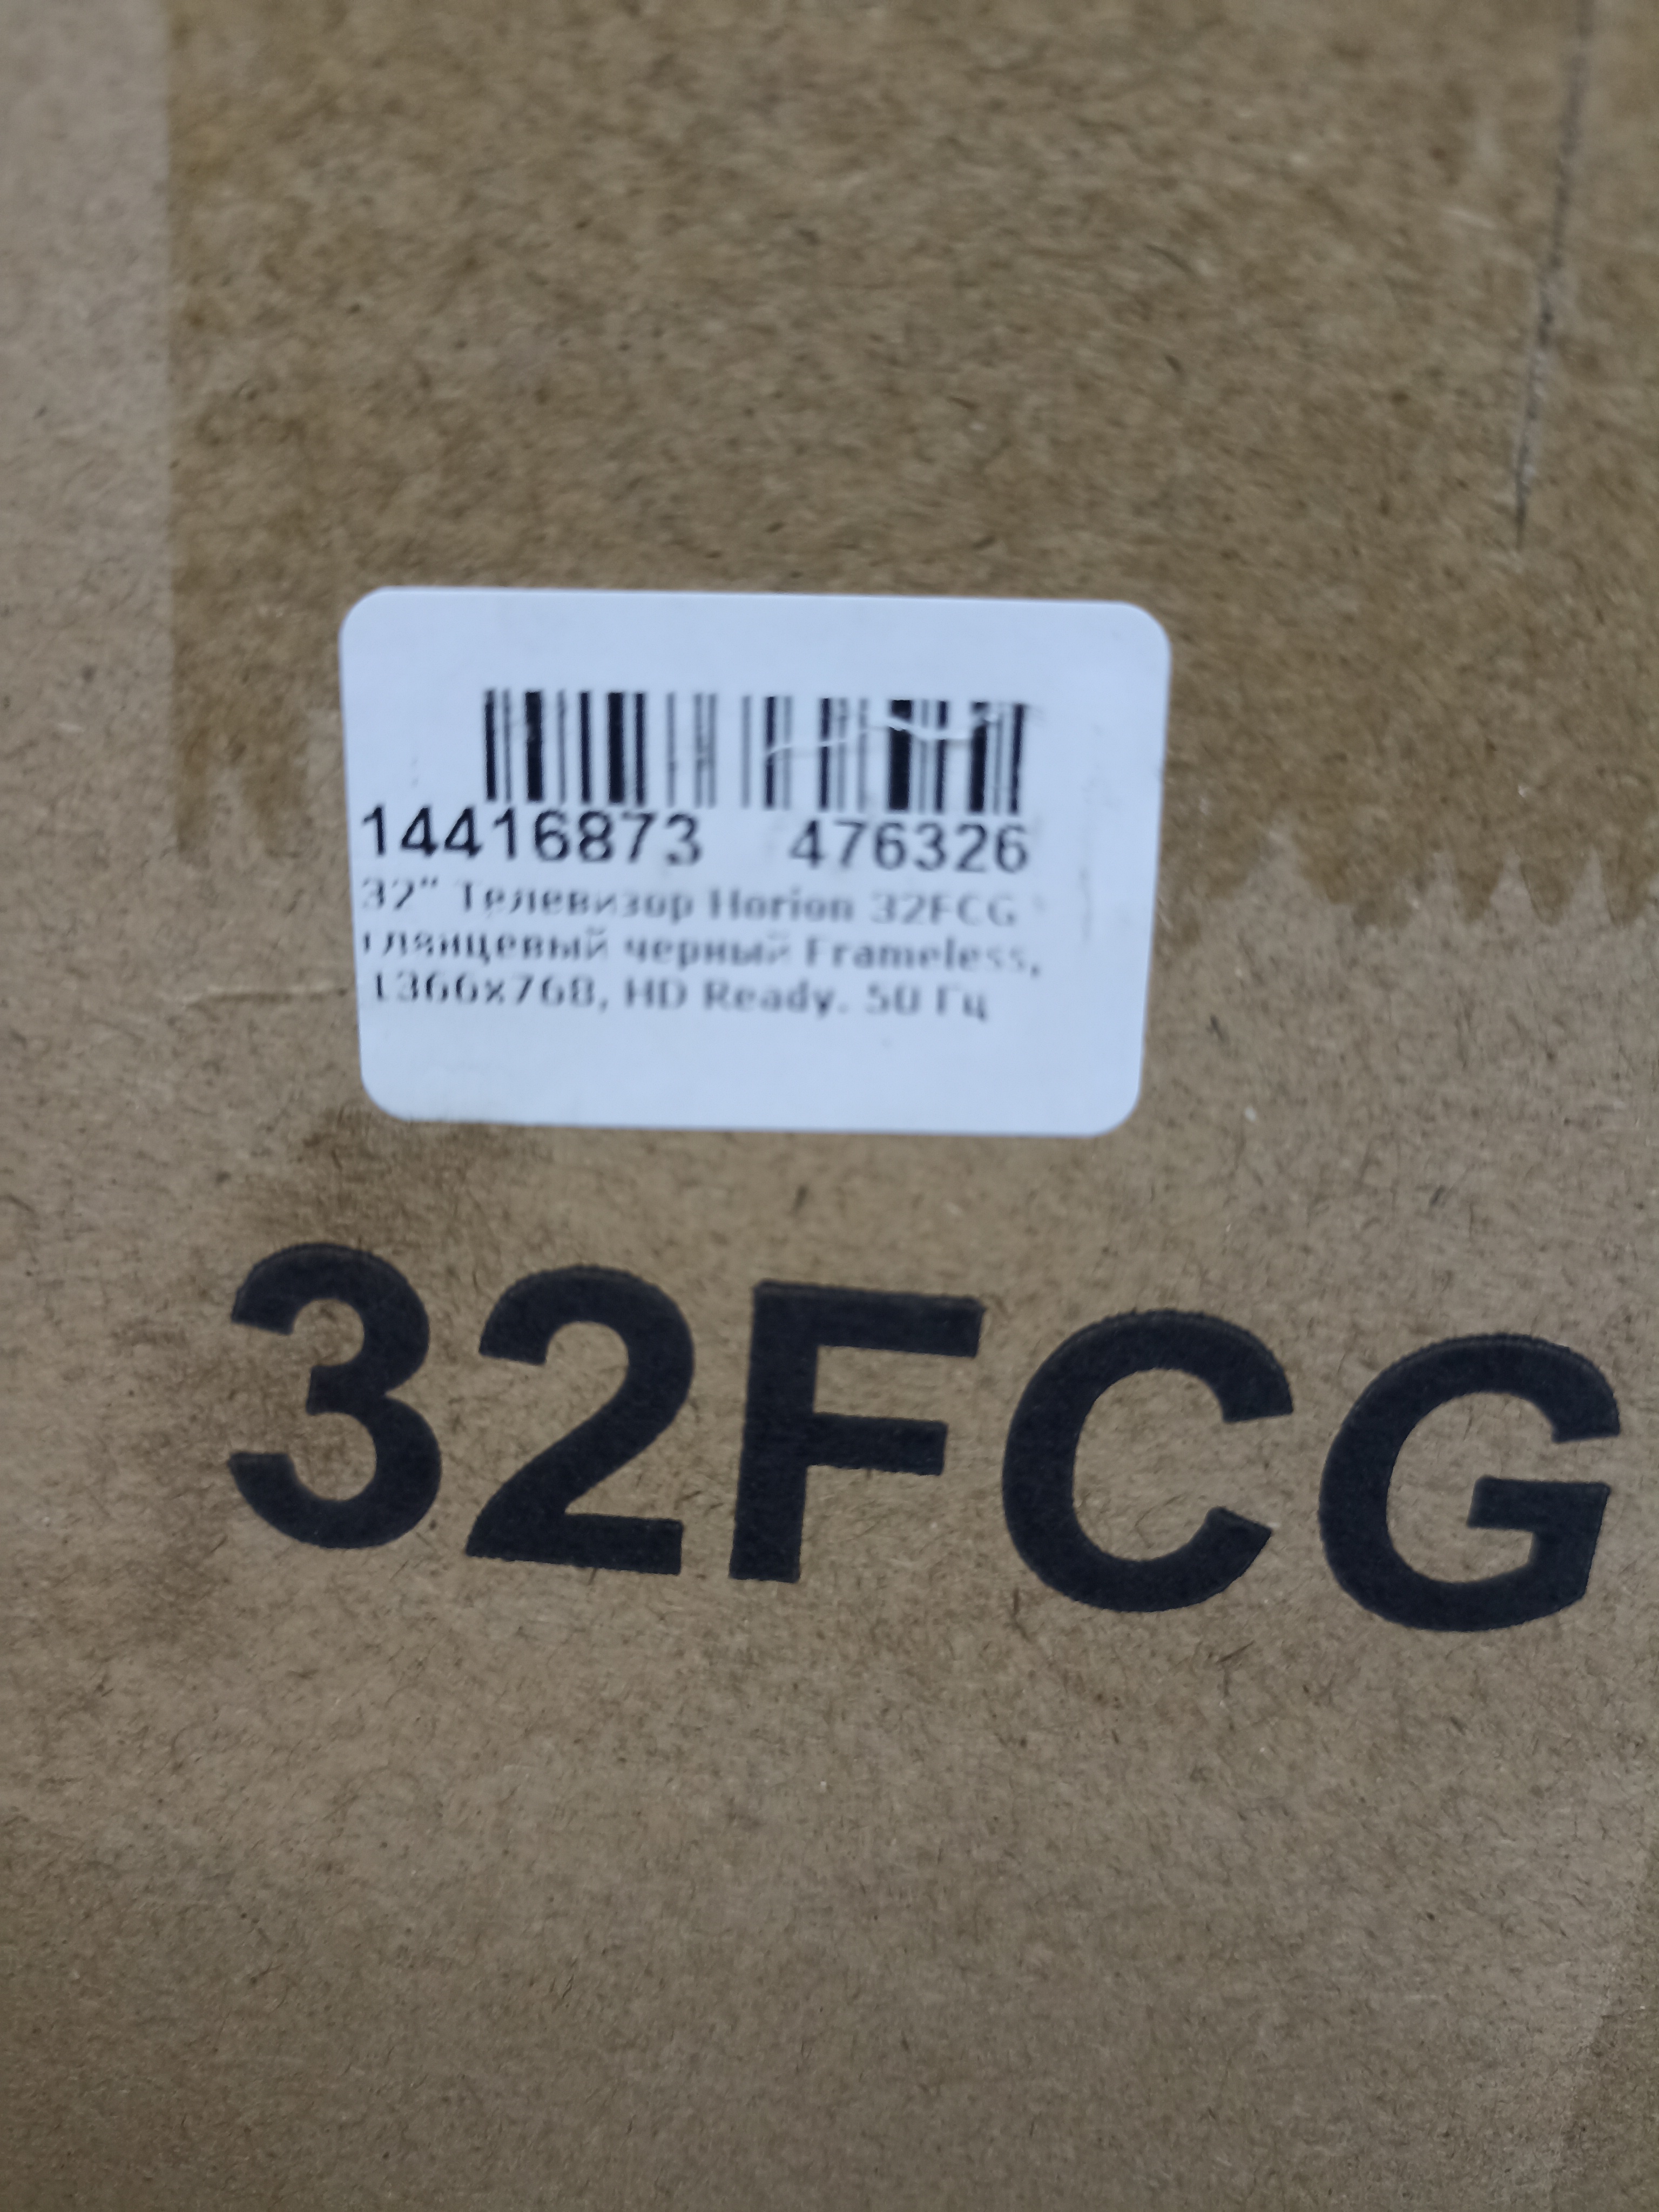 14416873 476326
32" Телевизор Horion 32FCG
глянцевый черный Frameless,
1366x768, HD Ready. 50 Гц
32FCG